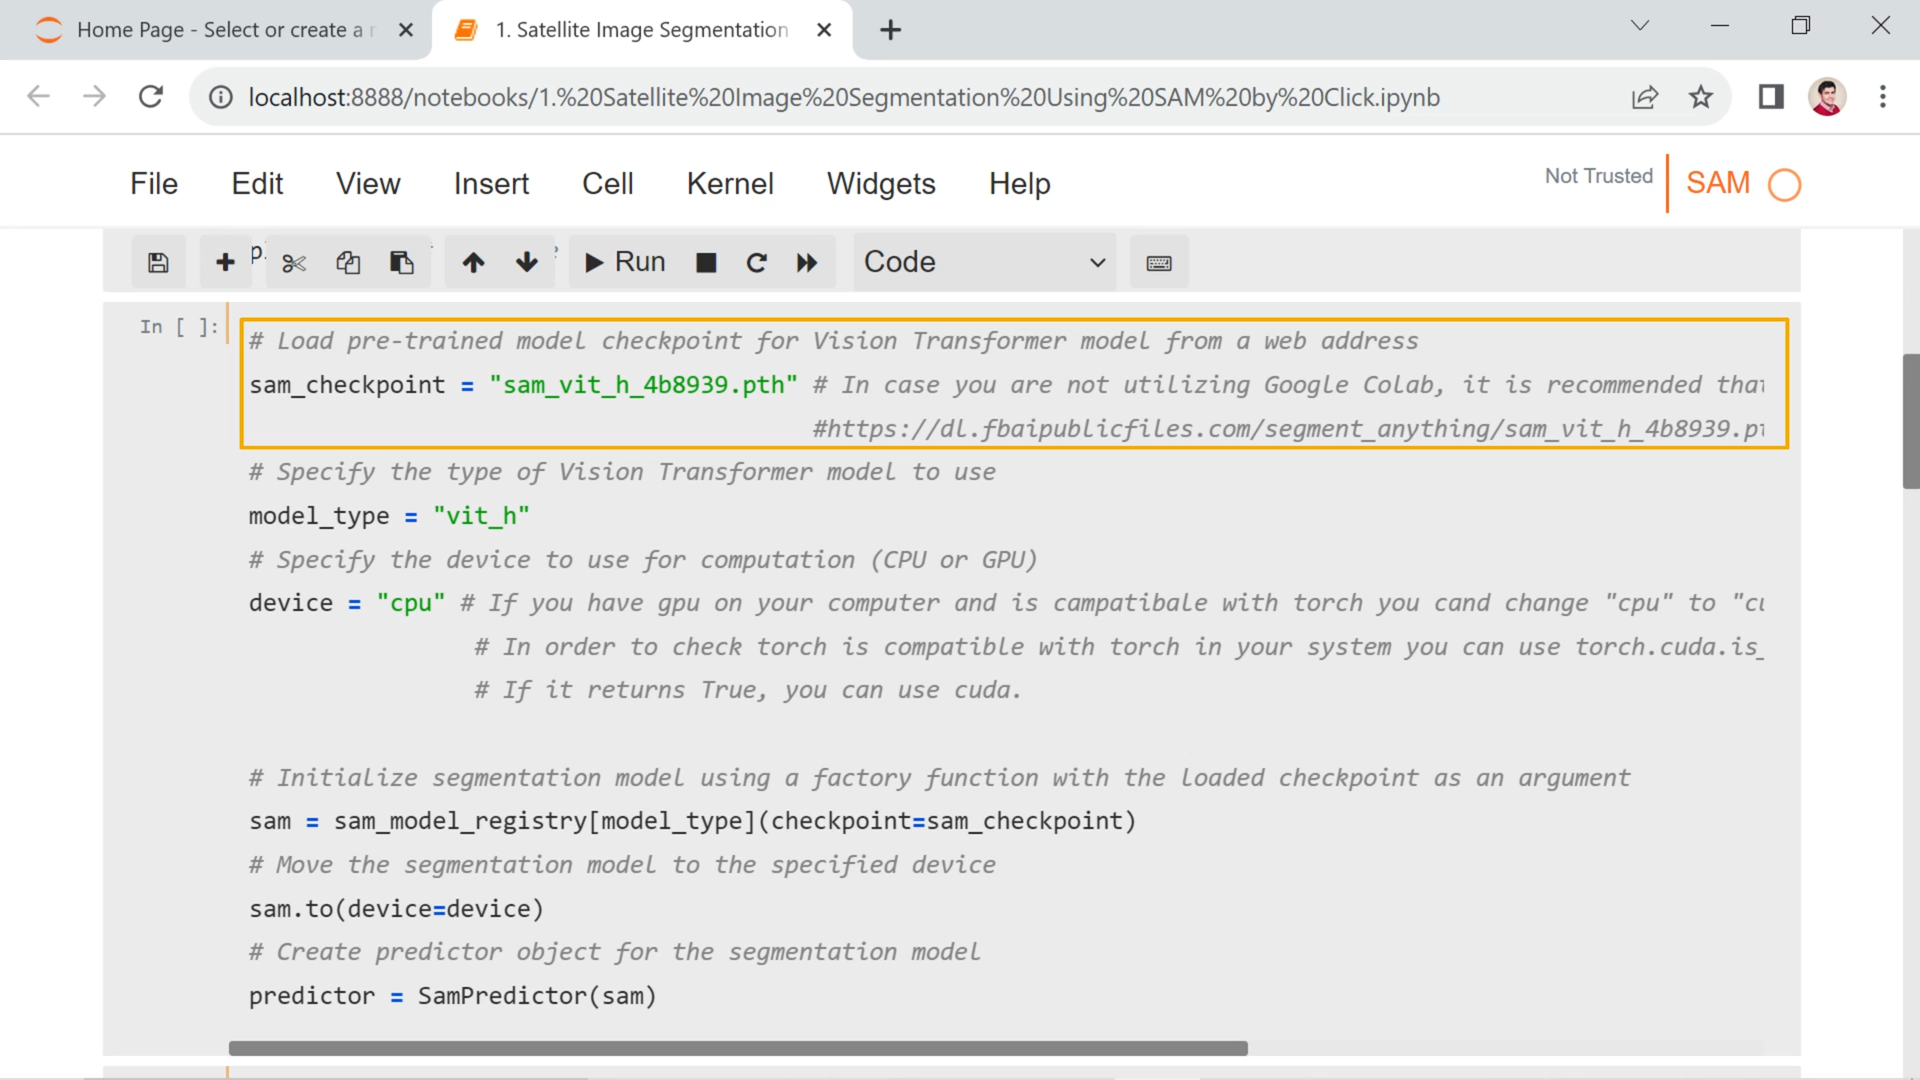 Home Page - Select or create a
1. Satellite Image Segmentation
localhost:8888/notebooks/1.%20Satellite%20Image%20Segmentation%20Using%20SAM%20by%20Click.ipynb
File Edit View Insert Cell Kernel Widgets Help Not Trusted SAM
Run Code
In [ ]:
# Load pre-trained model checkpoint for Vision Transformer model from a web address
sam_checkpoint = "sam_vit_h_4b8939.pth" # In case you are not utilizing Google Colab, it is recommended that
#https://dl.fbaipublicfiles.com/segment_anything/sam_vit_h_4b8939.p
# Specify the type of Vision Transformer model to use
model_type = "vit_h"
# Specify the device to use for computation (CPU or GPU)
device = "cpu" # If you have gpu on your computer and is campatibale with torch you cand change "cpu" to "cu
# In order to check torch is compatible with torch in your system you can use torch.cuda.is_
# If it returns True, you can use cuda.
# Initialize segmentation model using a factory function with the loaded checkpoint as an argument
sam = sam_model_registry[model_type](checkpoint=sam_checkpoint)
# Move the segmentation model to the specified device
sam.to(device=device)
# Create predictor object for the segmentation model
predictor = SamPredictor(sam)